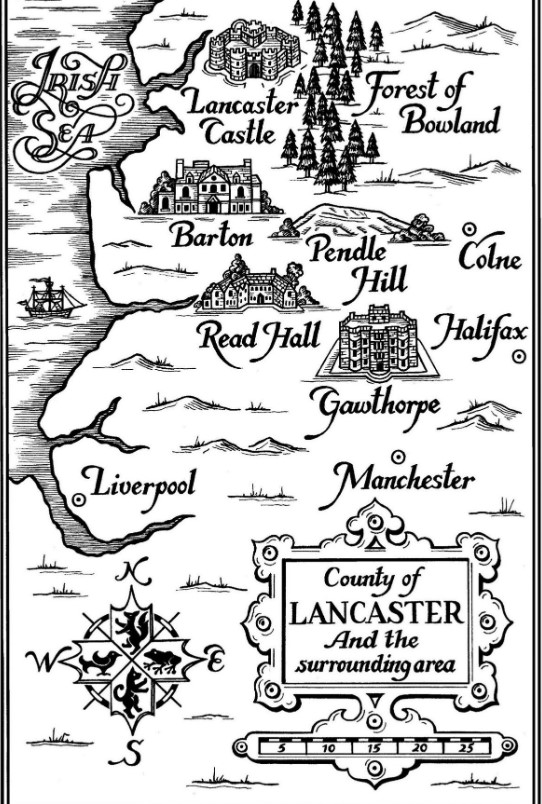 Irish
Sea
Lancaster
Castle
Forest of
Bowland
Barton
Pendle
Hill
Colne
Read Hall
Halifax
Gawthorpe
Liverpool
Manchester
N
W
E
S
County of
LANCASTER
And the
surrounding area
5 10 15 20 25